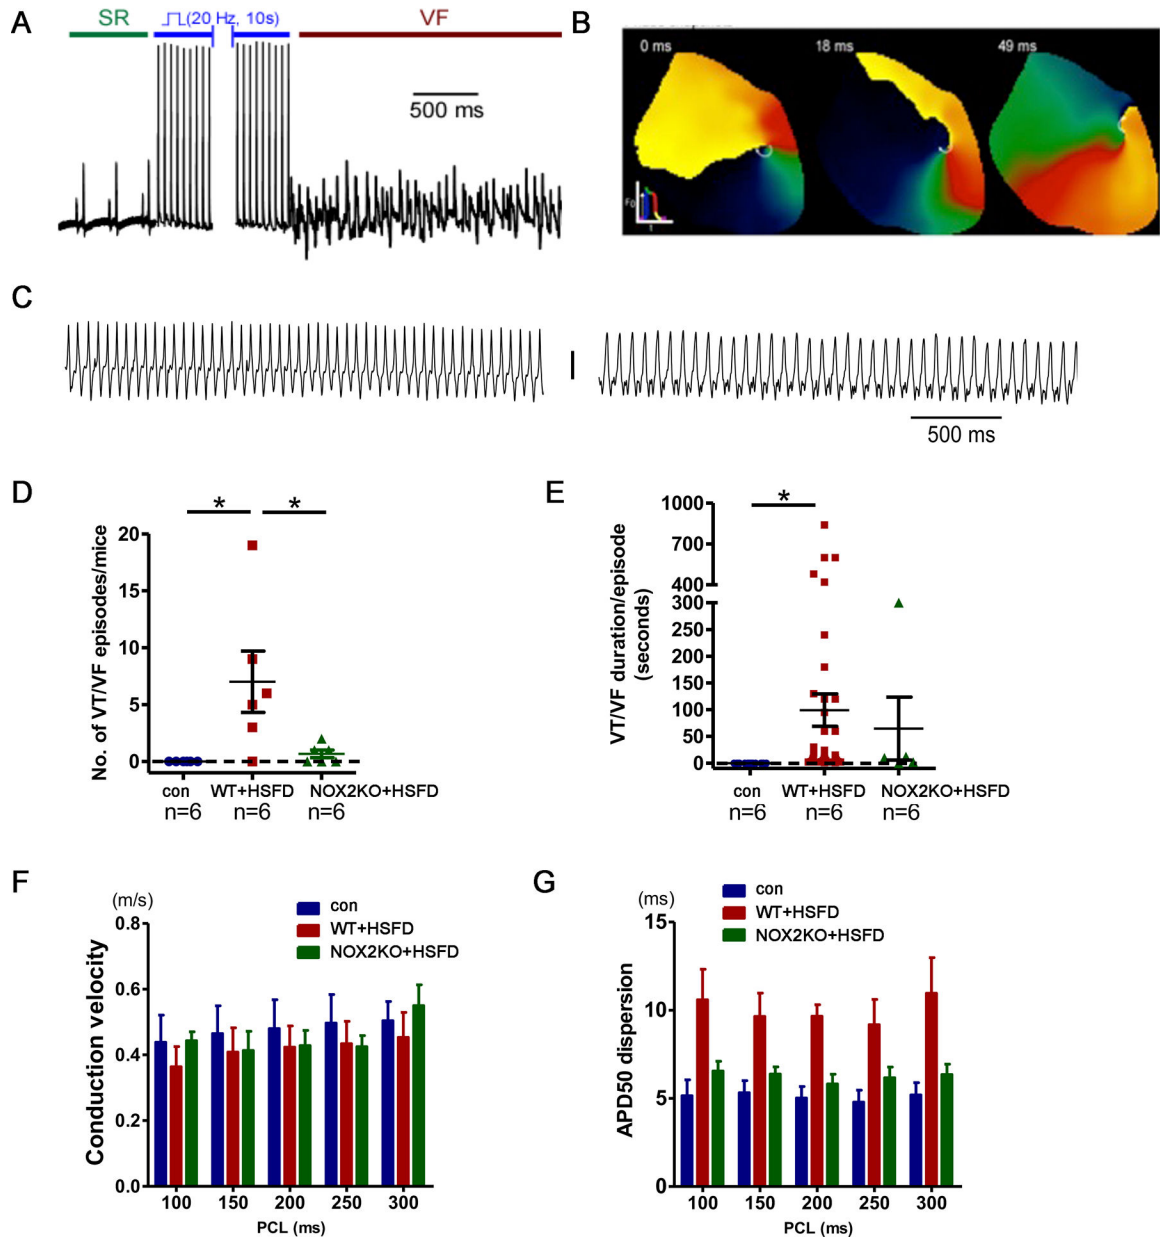 A
SR
(20 Hz, 10s)
VF
500 ms
B
0 ms
18 ms
49 ms
C
500 ms
D
*
*
No. of VT/VF episodes/mice
20
15
10
5
0
con
WT+HSFD
NOX2KO+HSFD
n=6
n=6
n=6
E
*
VT/VF duration/episode
(seconds)
1000
700
400
300
250
200
150
100
50
0
con
WT+HSFD
NOX2KO+HSFD
n=6
n=6
n=6
F
(m/s)
con
WT+HSFD
NOX2KO+HSFD
Conduction velocity
0.8
0.6
0.4
0.2
0.0
100
150
200
250
300
PCL (ms)
G
(ms)
con
WT+HSFD
NOX2KO+HSFD
APD50 dispersion
15
10
5
0
100
150
200
250
300
PCL (ms)